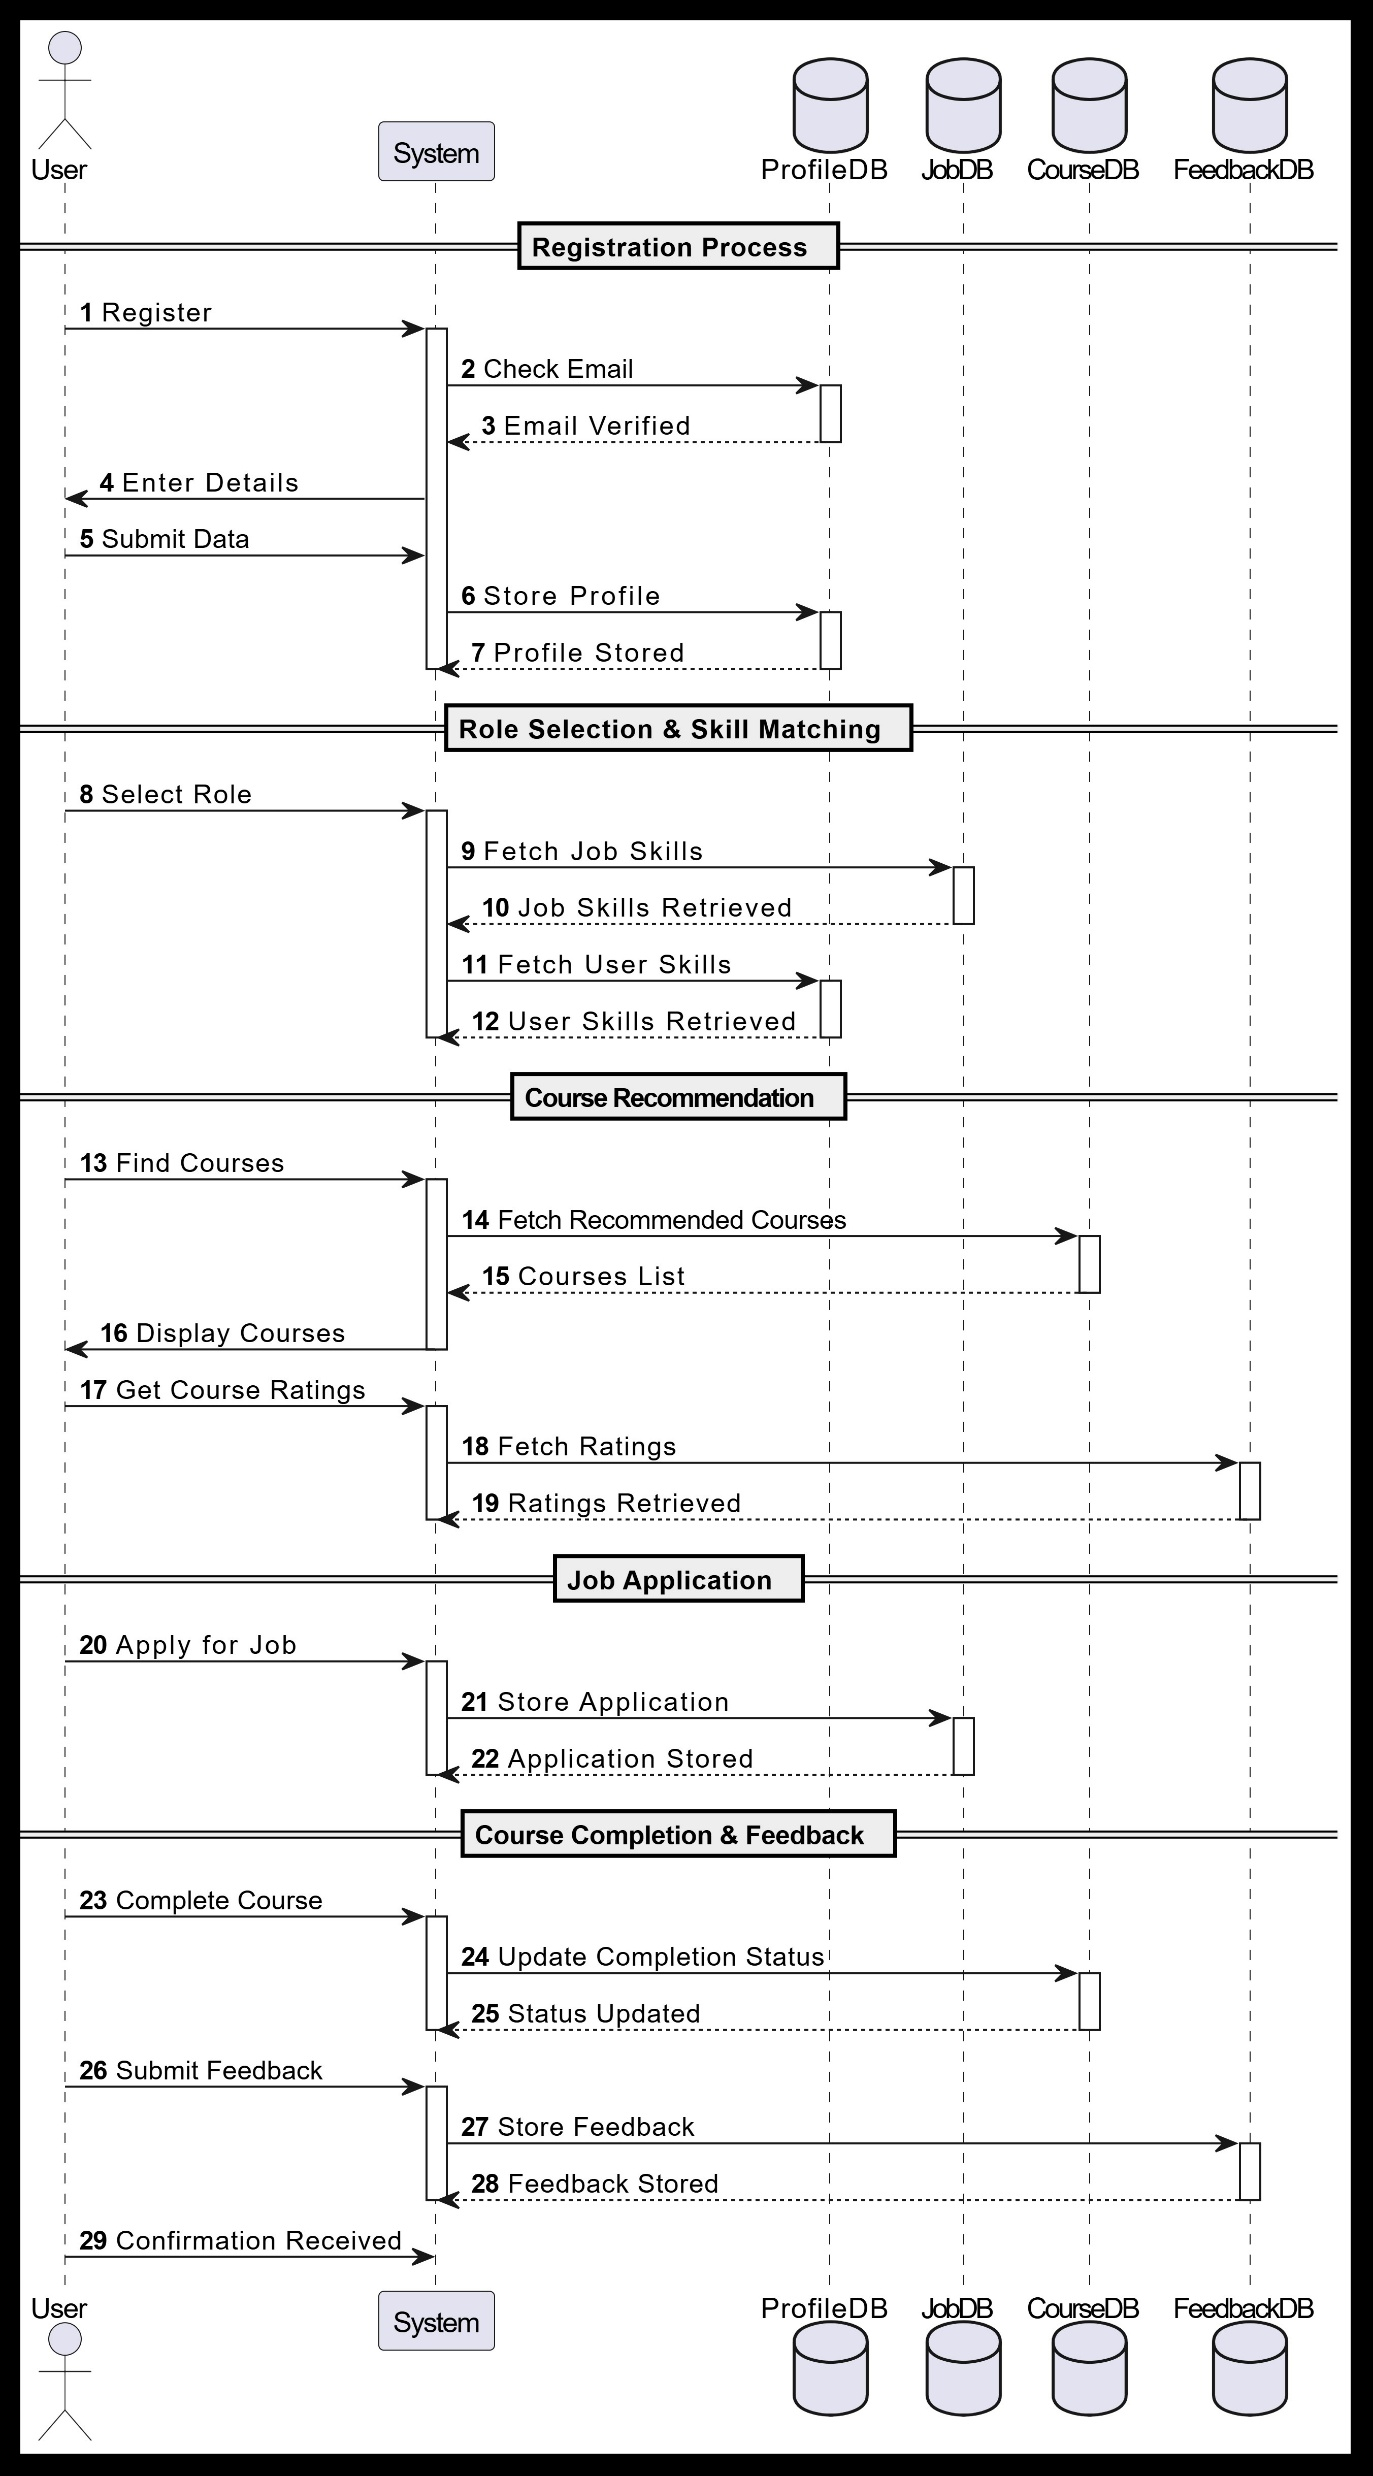 User
System
ProfileDB
JobDB
CourseDB
FeedbackDB
Registration Process
1 Register
2 Check Email
3 Email Verified
4 Enter Details
5 Submit Data
6 Store Profile
7 Profile Stored
Role Selection & Skill Matching
8 Select Role
9 Fetch Job Skills
10 Job Skills Retrieved
11 Fetch User Skills
12 User Skills Retrieved
Course Recommendation
13 Find Courses
14 Fetch Recommended Courses
15 Courses List
16 Display Courses
17 Get Course Ratings
18 Fetch Ratings
19 Ratings Retrieved
Job Application
20 Apply for Job
21 Store Application
22 Application Stored
Course Completion & Feedback
23 Complete Course
24 Update Completion Status
25 Status Updated
26 Submit Feedback
27 Store Feedback
28 Feedback Stored
29 Confirmation Received
User
System
ProfileDB
JobDB
CourseDB
FeedbackDB